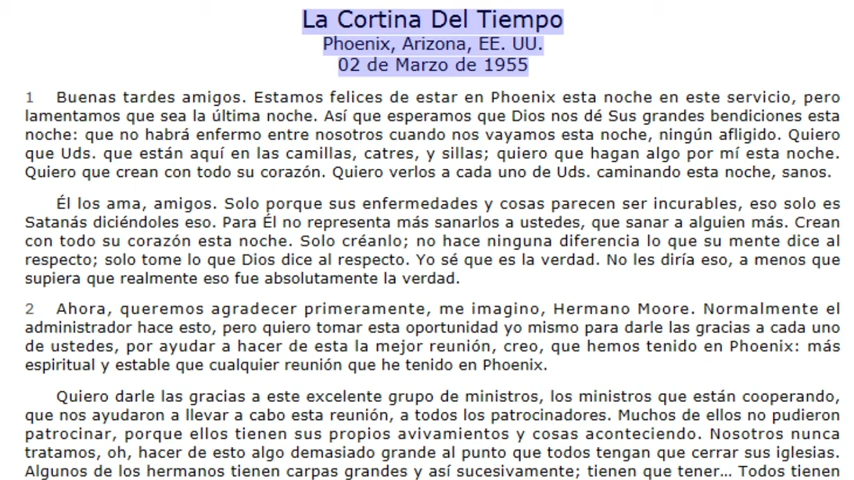 La Cortina Del Tiempo
Phoenix, Arizona, EE. UU.
02 de Marzo de 1955
1 Buenas tardes amigos. Estamos felices de estar en Phoenix esta noche en este servicio, pero
lamentamos que sea la última noche. Así que esperamos que Dios nos dé Sus grandes bendiciones esta
noche: que no habrá enfermo entre nosotros cuando nos vayamos esta noche, ningún afligido. Quiero
que Uds. que están aquí en las camillas, catres, y sillas; quiero que hagan algo por mí esta noche.
Quiero que crean con todo su corazón. Quiero verlos a cada uno de Uds. caminando esta noche, sanos.
Él los ama, amigos. Solo porque sus enfermedades y cosas parecen ser incurables, eso solo es
Satanás diciéndoles eso. Para Él no representa más sanarlos a ustedes, que sanar a alguien más. Crean
con todo su corazón esta noche. Solo créanlo; no hace ninguna diferencia lo que su mente dice al
respecto; solo tome lo que Dios dice al respecto. Yo sé que es la verdad. No les diría eso, a menos que
supiera que realmente eso fue absolutamente la verdad.
2 Ahora, queremos agradecer primeramente, me imagino, Hermano Moore. Normalmente el
administrador hace esto, pero quiero tomar esta oportunidad yo mismo para darle las gracias a cada uno
de ustedes, por ayudar a hacer de esta la mejor reunión, creo, que hemos tenido en Phoenix: más
espiritual y estable que cualquier reunión que he tenido en Phoenix.
Quiero darle las gracias a este excelente grupo de ministros, los ministros que están cooperando,
que nos ayudaron a llevar a cabo esta reunión, a todos los patrocinadores. Muchos de ellos no pudieron
patrocinar, porque ellos tienen sus propios avivamientos y cosas aconteciendo. Nosotros nunca
tratamos, oh, hacer de esto algo demasiado grande al punto que todos tengan que cerrar sus iglesias.
Algunos de los hermanos tienen carpas grandes y así sucesivamente; tienen que tener... Todos tienen